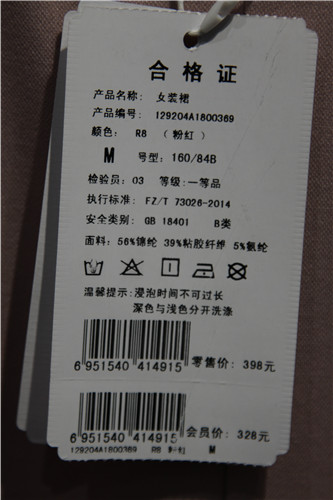 合格证
产品名称: 女装裙
产品编号: 129204A1800369
颜色: R8 (粉红)
M 号型: 160/84B
检验员: 03 等级: 一等品
执行标准: FZ/T 73026-2014
安全类别: GB 18401 B类
面料: 56%锦纶 39%粘胶纤维 5%氨纶
温馨提示: 浸泡时间不可过长
深色与浅色分开洗涤
6 951540 414915 零售价: 398元
6 951540 414915 会员价: 328元
129204A1800369 R8 粉红 M